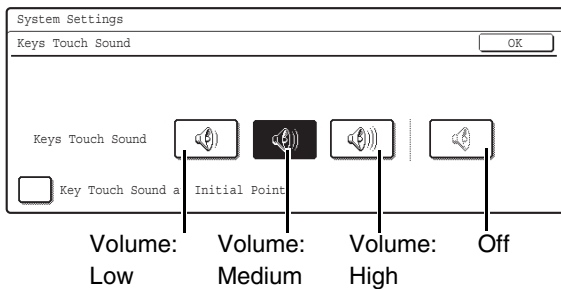 System Settings
Keys Touch Sound OK
Keys Touch Sound
Key Touch Sound at Initial Point
Volume: Volume: Volume: Off
Low Medium High